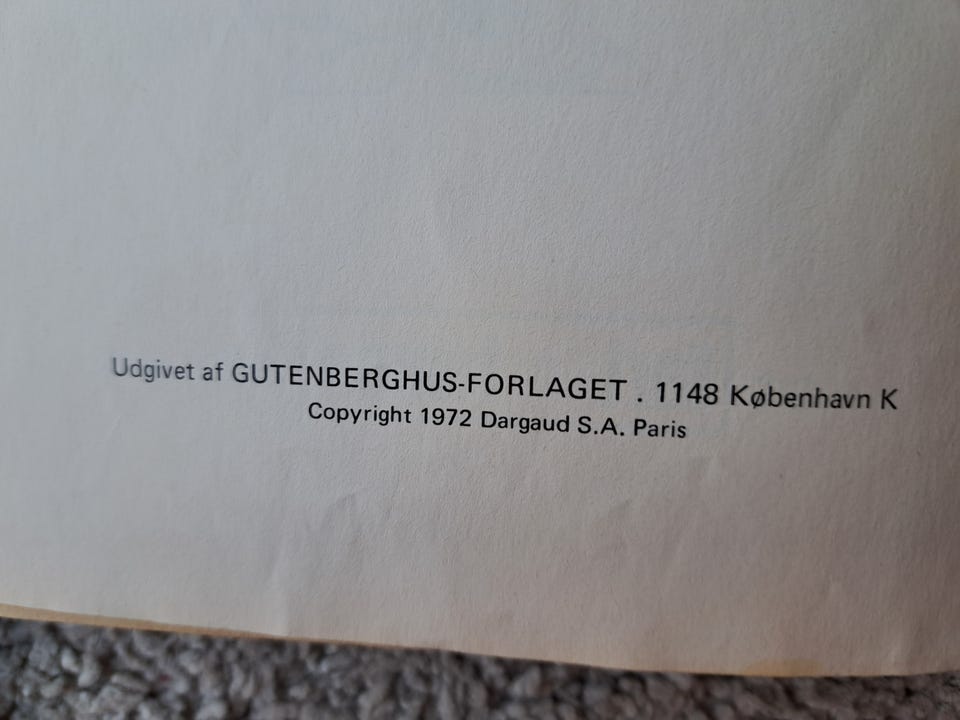 Udgivet af GUTENBERGHUS-FORLAGET . 1148 København K
Copyright 1972 Dargaud S.A. Paris